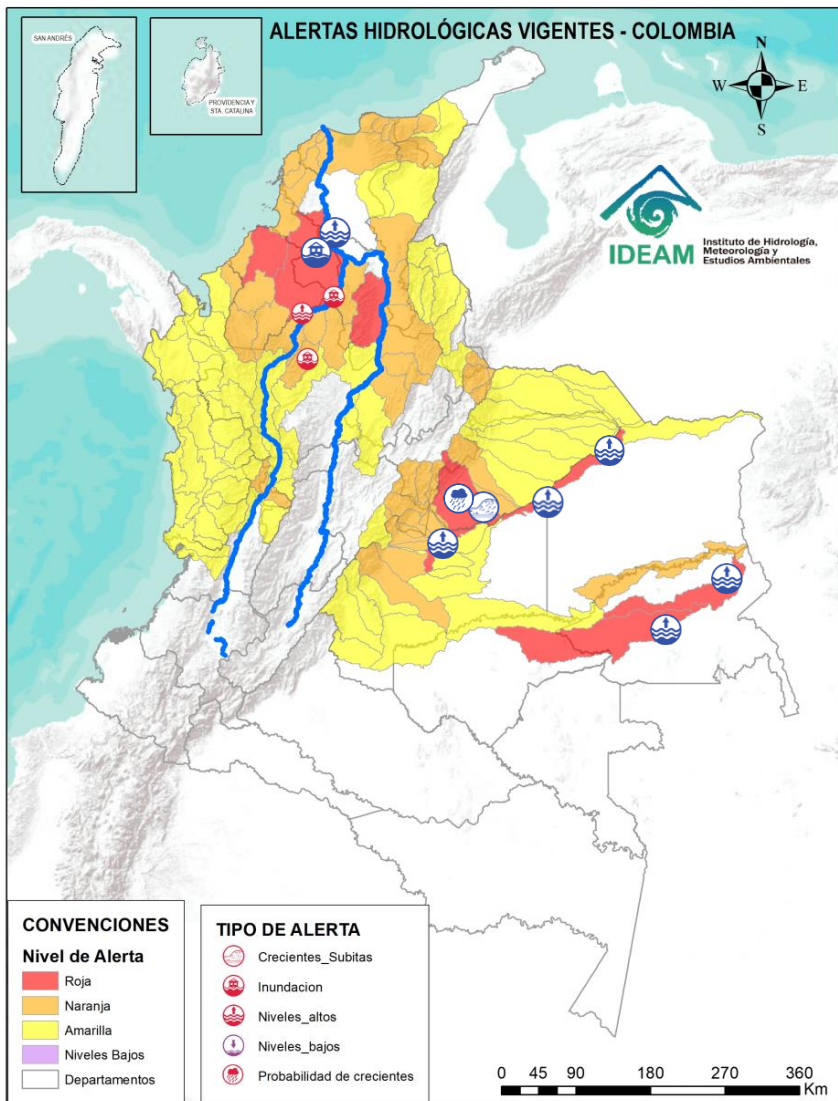 ALERTAS HIDROLÓGICAS VIGENTES - COLOMBIA
SAN ANDRÉS
PROVIDENCIA Y
STA. CATALINA
N
W
E
S
IDEAM
Instituto de Hidrología,
Meteorología y
Estudios Ambientales
CONVENCIONES
Nivel de Alerta
Roja
Naranja
Amarilla
Niveles Bajos
Departamentos
TIPO DE ALERTA
Crecientes_Subitas
Inundacion
Niveles_altos
Niveles_bajos
Probabilidad de crecientes
0 45 90 180 270 360
Km